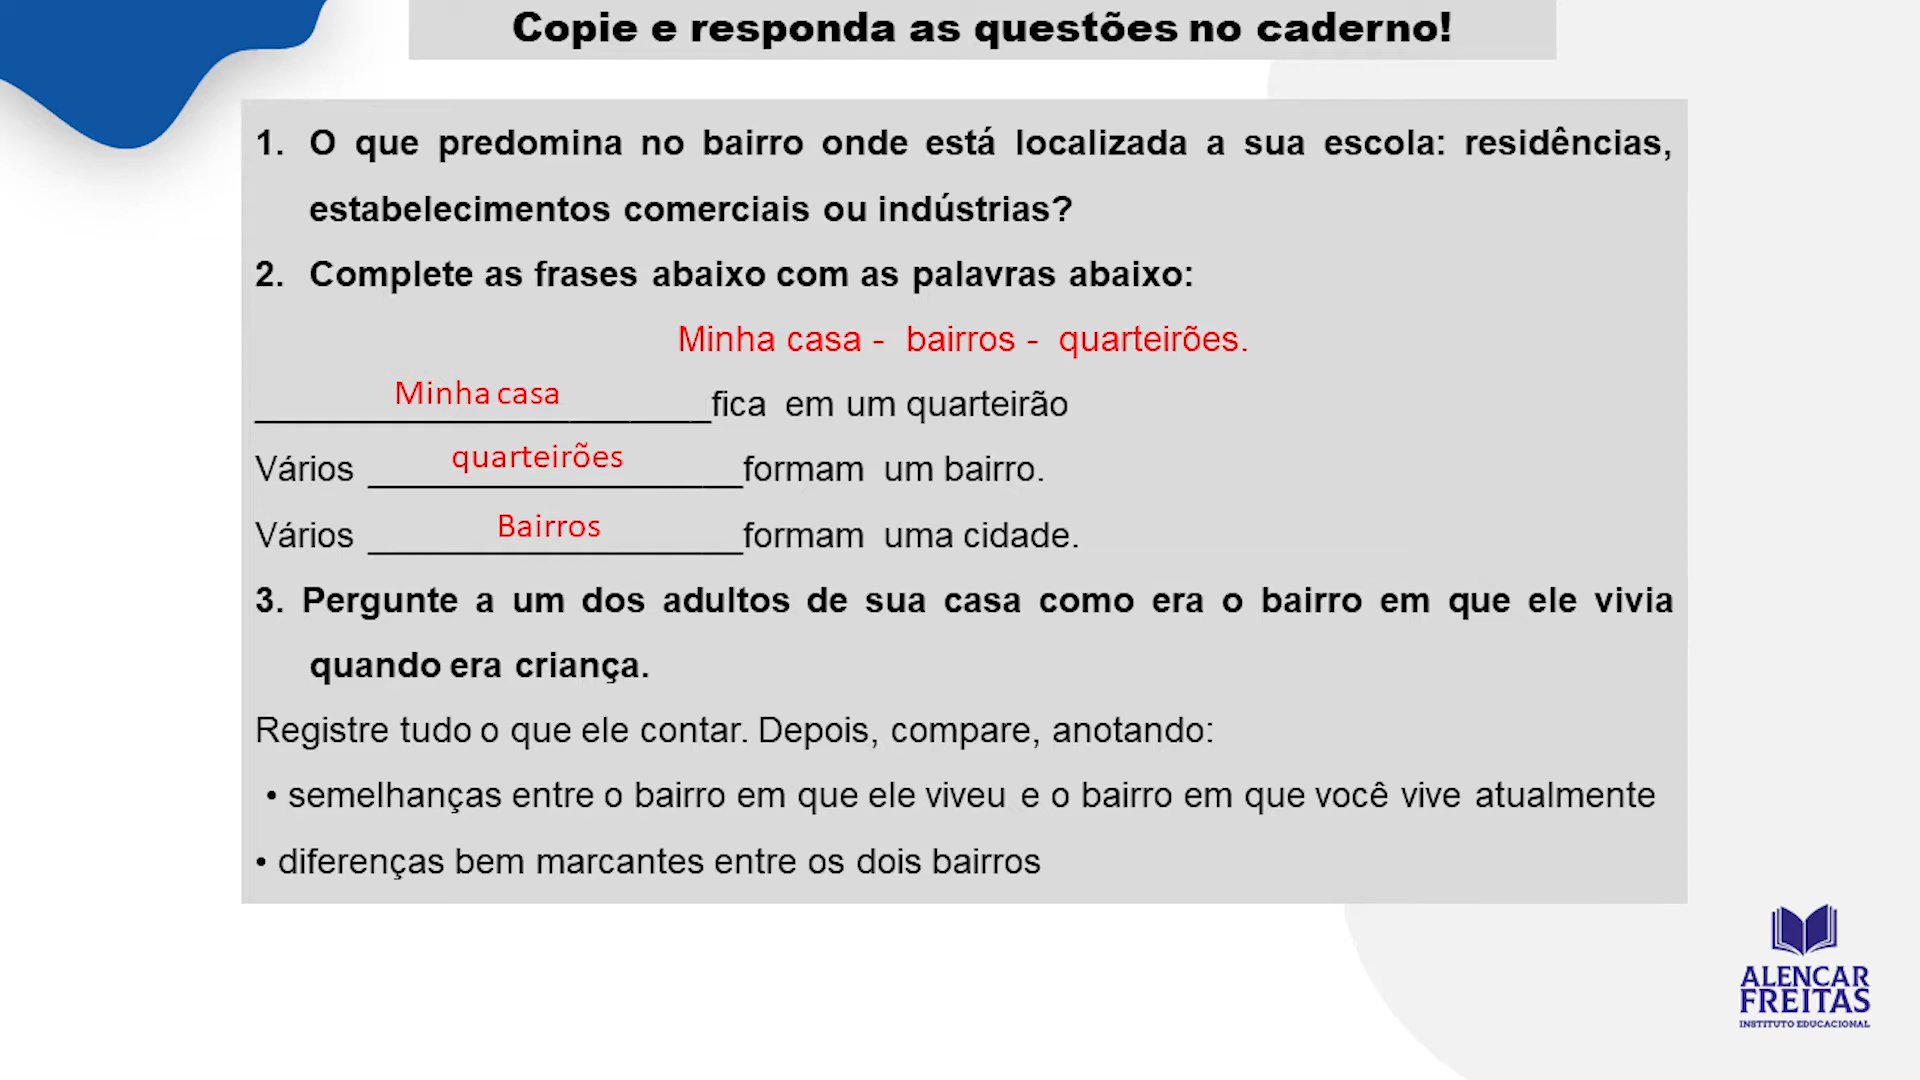 Copie e responda as questões no caderno!
1. O que predomina no bairro onde está localizada a sua escola: residências,
estabelecimentos comerciais ou indústrias?
2. Complete as frases abaixo com as palavras abaixo:
Minha casa - bairros - quarteirões.
Minha casa fica em um quarteirão
Vários quarteirões formam um bairro.
Vários Bairros formam uma cidade.
3. Pergunte a um dos adultos de sua casa como era o bairro em que ele vivia
quando era criança.
Registre tudo o que ele contar. Depois, compare, anotando:
• semelhanças entre o bairro em que ele viveu e o bairro em que você vive atualmente
• diferenças bem marcantes entre os dois bairros
ALENCAR
FREITAS
INSTITUTO EDUCACIONAL